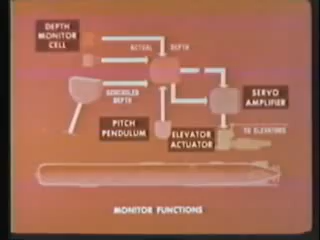 DEPTH
MONITOR
CELL
ACTUAL DEPTH
SCHEDULED
DEPTH
SERVO
AMPLIFIER
PITCH
PENDULUM
ELEVATOR
ACTUATOR
TO ELEVATORS
MONITOR FUNCTIONS